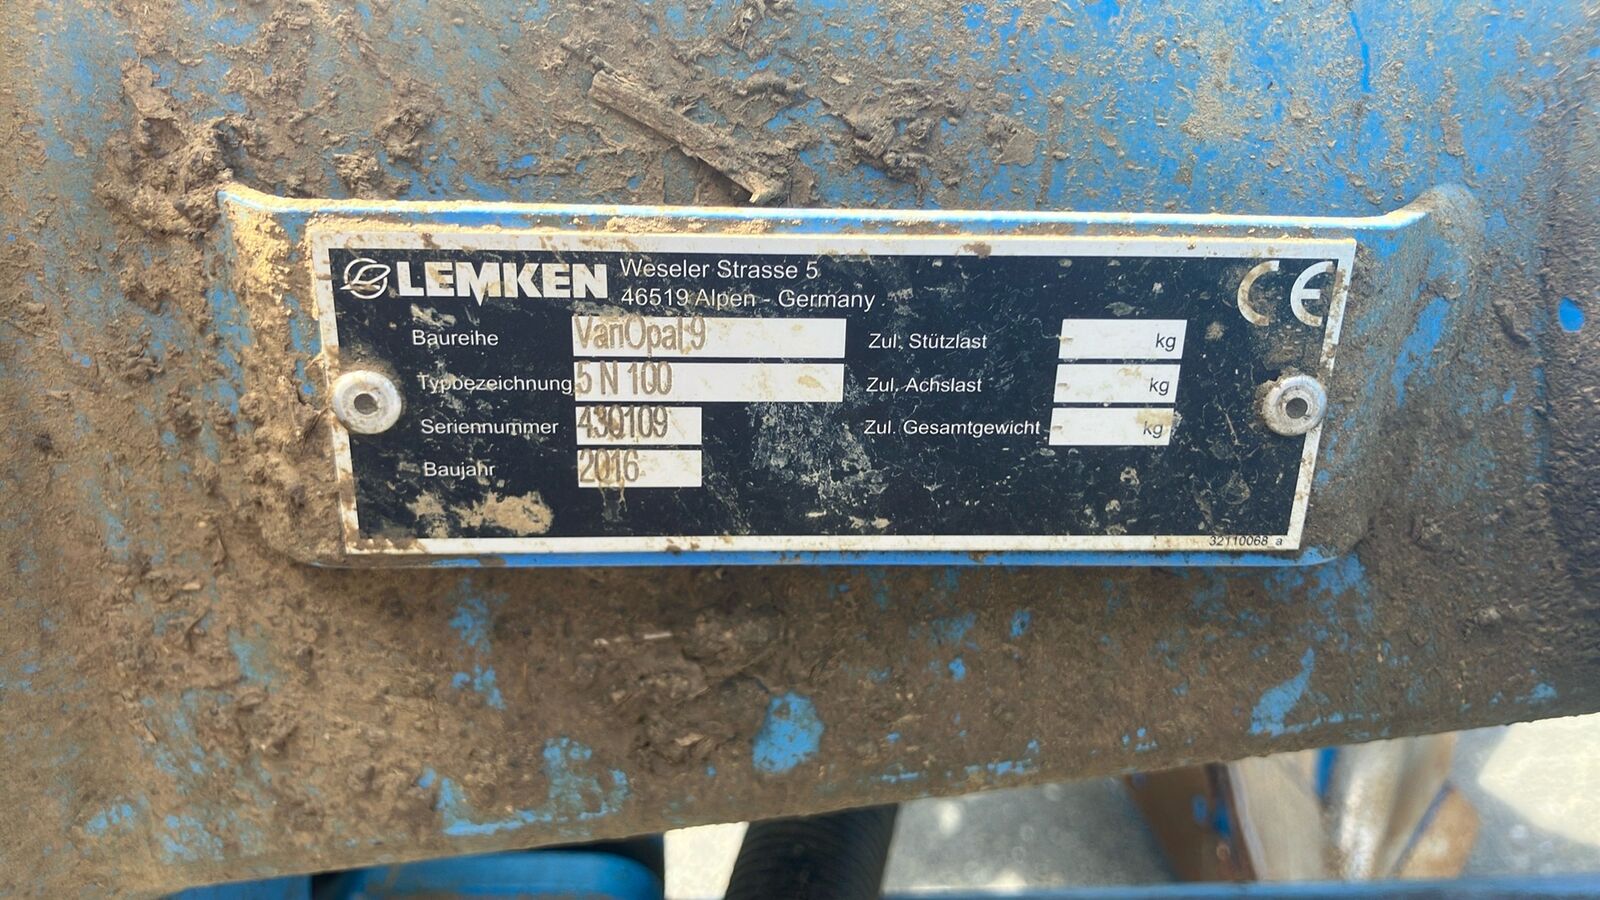 LEMKEN Weseler Strasse 5
46519 Alpen - Germany
CE
Baureihe VariOpal 9
Typbezeichnung 5 N 100
Seriennummer 430109
Baujahr 2016
Zul. Stützlast - kg
Zul. Achslast - kg
Zul. Gesamtgewicht - kg
32110068_a